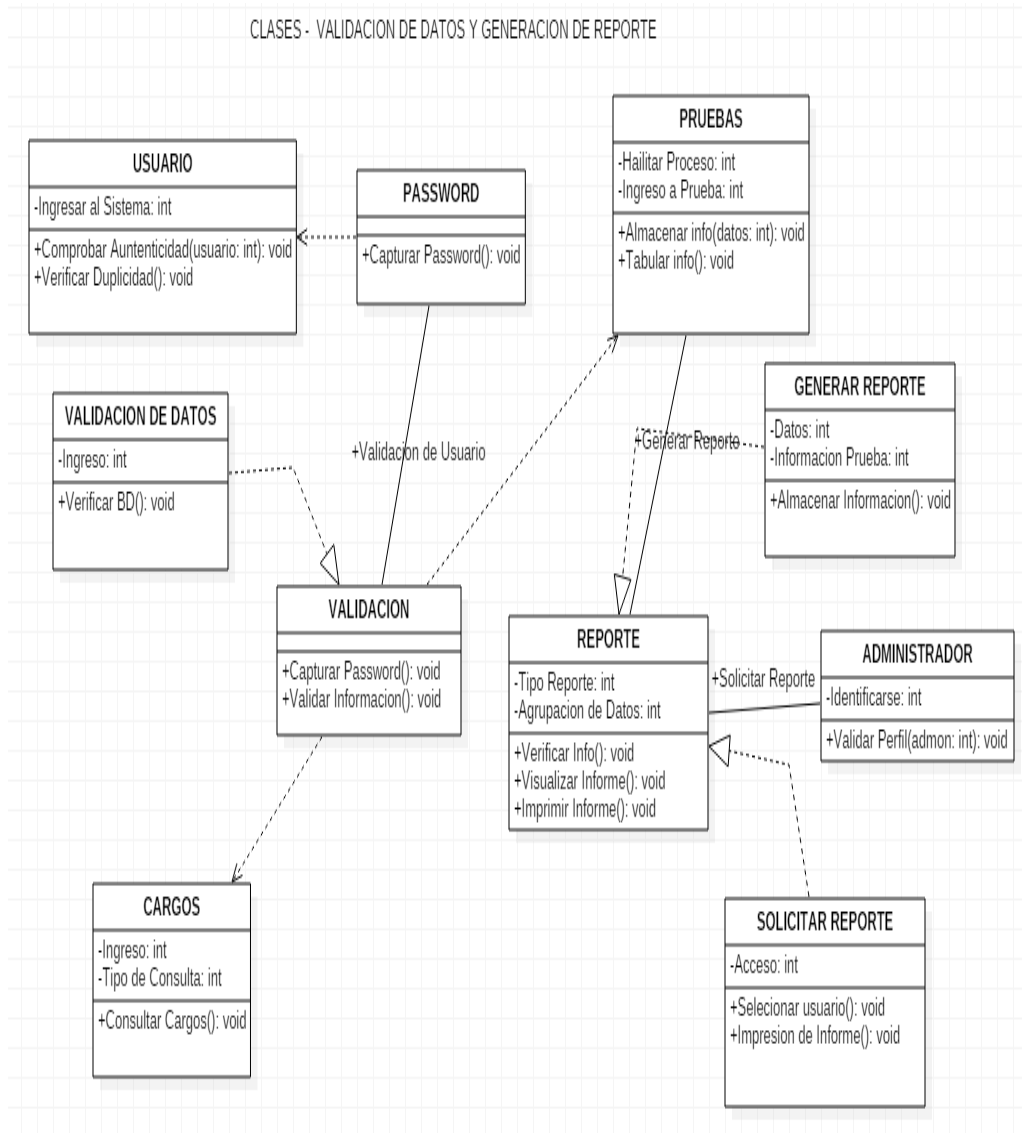 CLASES - VALIDACION DE DATOS Y GENERACION DE REPORTE
USUARIO
-Ingresar al Sistema: int
+Comprobar Auntenticidad(usuario: int): void
+Verificar Duplicidad(): void
PASSWORD
+Capturar Password(): void
PRUEBAS
-Hailitar Proceso: int
-Ingreso a Prueba: int
+Almacenar info(datos: int): void
+Tabular info(): void
VALIDACION DE DATOS
-Ingreso: int
+Verificar BD(): void
+Validacion de Usuario
+Generar Reporto
GENERAR REPORTE
-Datos: int
-Informacion Prueba: int
+Almacenar Informacion(): void
VALIDACION
+Capturar Password(): void
+Validar Informacion(): void
REPORTE
-Tipo Reporte: int
-Agrupacion de Datos: int
+Verificar Info(): void
+Visualizar Informe(): void
+Imprimir Informe(): void
+Solicitar Reporte
ADMINISTRADOR
-Identificarse: int
+Validar Perfil(admon: int): void
CARGOS
-Ingreso: int
-Tipo de Consulta: int
+Consultar Cargos(): void
SOLICITAR REPORTE
-Acceso: int
+Selecionar usuario(): void
+Impresion de Informe(): void